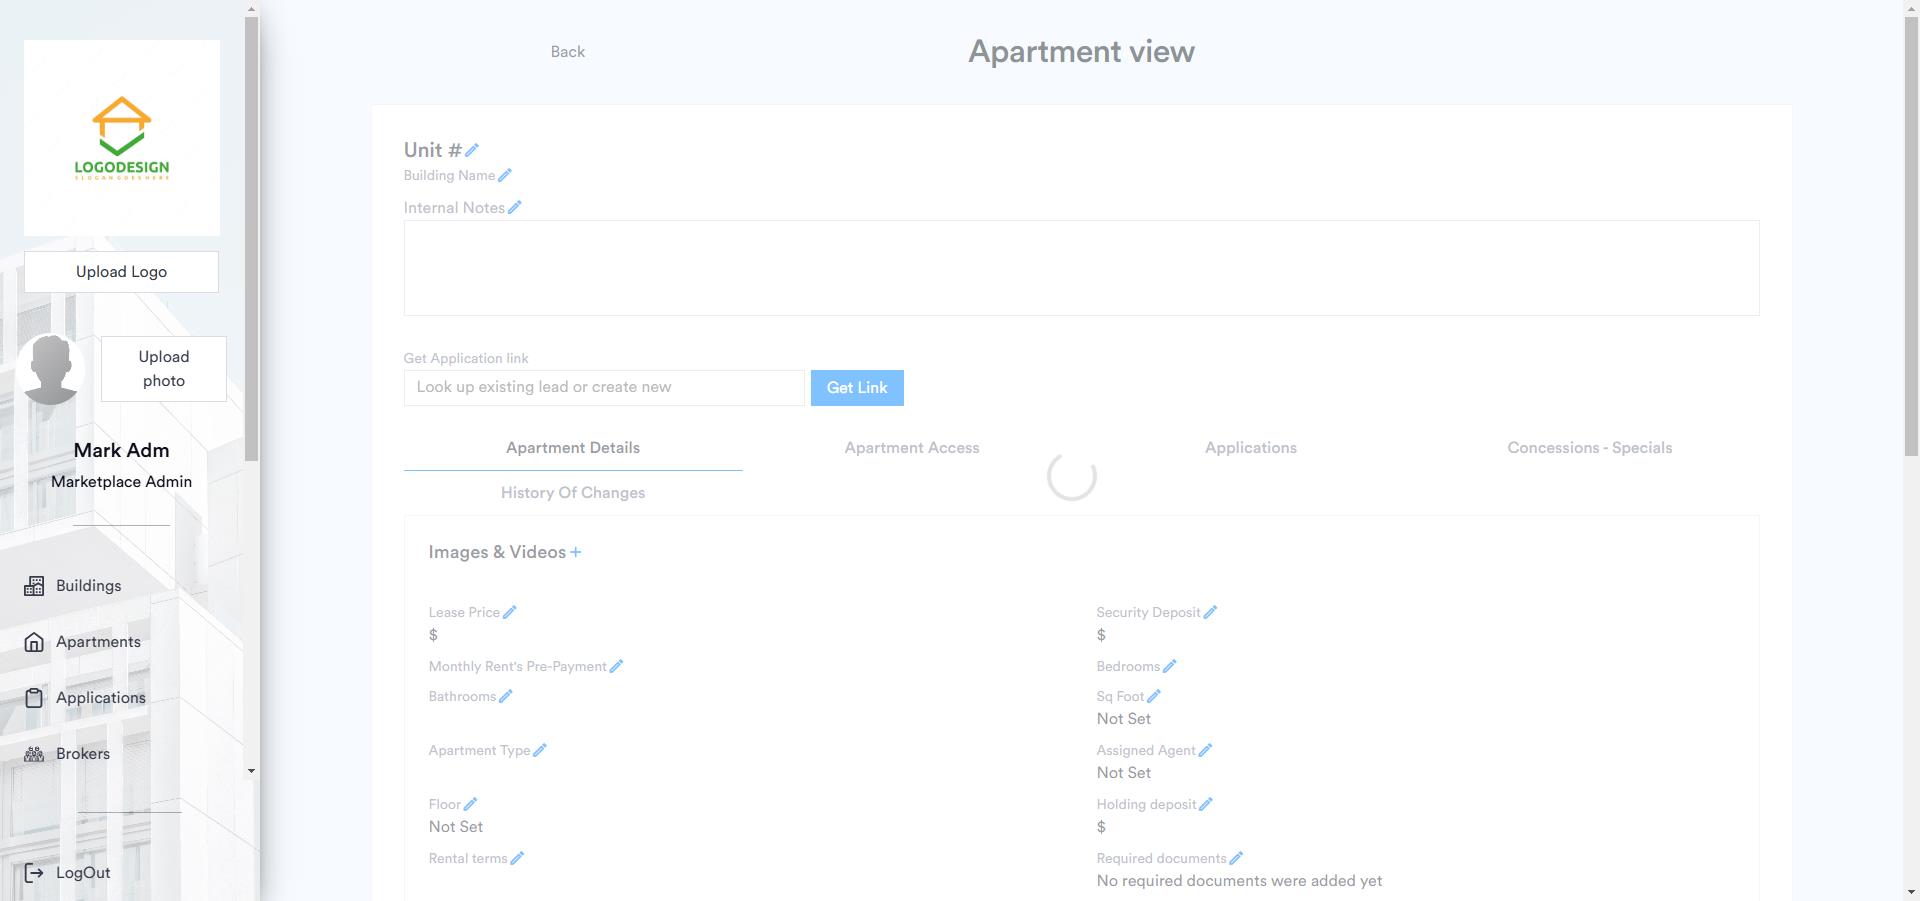 LOGODESIGN
SLOGAN GOES HERE
Upload Logo
Upload
photo
Mark Adm
Marketplace Admin
Buildings
Apartments
Applications
Brokers
LogOut
Back
Apartment view
Unit #
Building Name
Internal Notes
Get Application link
Look up existing lead or create new
Get Link
Apartment Details
Apartment Access
Applications
Concessions - Specials
History Of Changes
Images & Videos +
Lease Price
$
Security Deposit
$
Monthly Rent's Pre-Payment
Bedrooms
Bathrooms
Sq Foot
Not Set
Apartment Type
Assigned Agent
Not Set
Floor
Not Set
Holding deposit
$
Rental terms
Required documents
No required documents were added yet